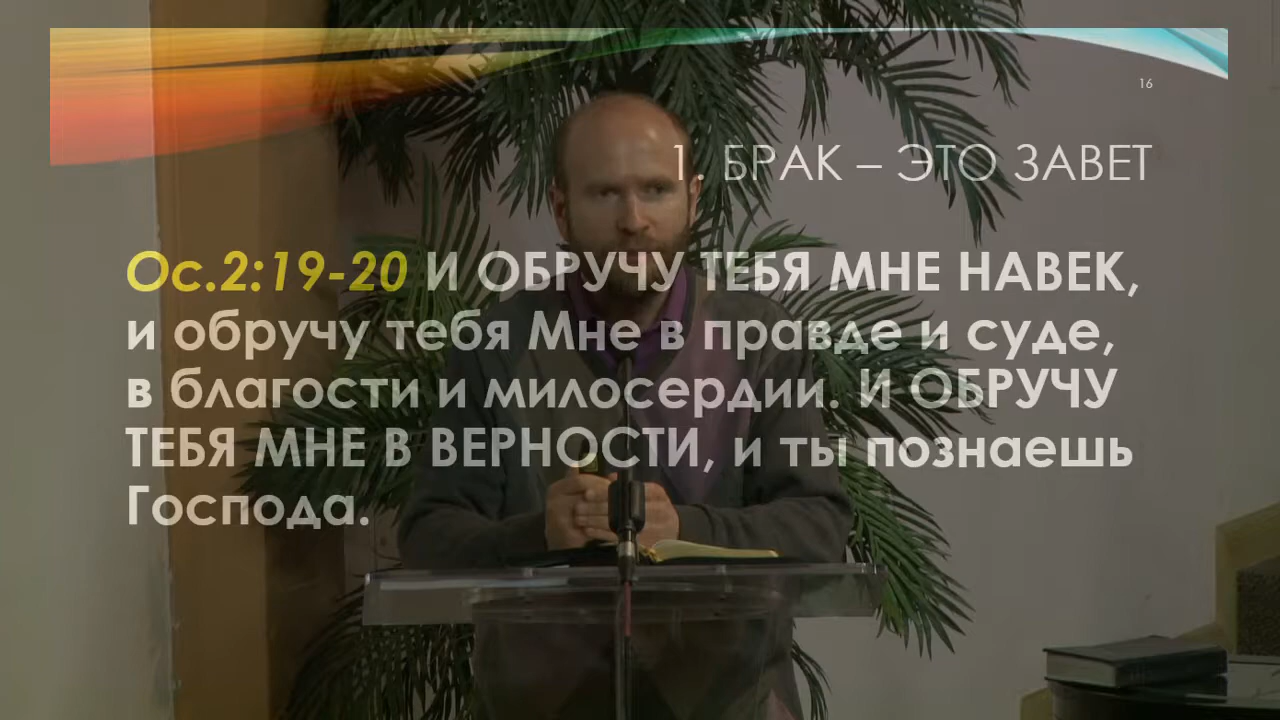 16
1. БРАК – ЭТО ЗАВЕТ
Ос.2:19-20 И ОБРУЧУ ТЕБЯ МНЕ НАВЕК,
и обручу тебя Мне в правде и суде,
в благости и милосердии. И ОБРУЧУ
ТЕБЯ МНЕ В ВЕРНОСТИ, и ты познаешь
Господа.